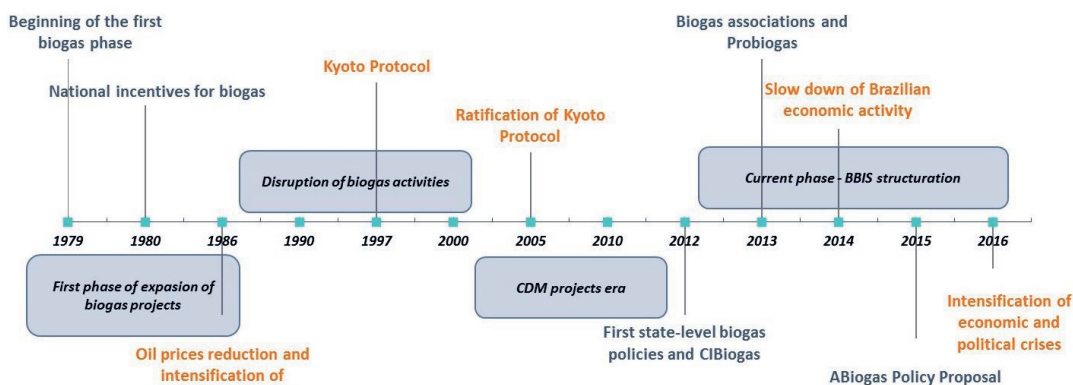 Beginning of the first
biogas phase
National incentives for biogas
Kyoto Protocol
Ratification of Kyoto
Protocol
Biogas associations and
Probiogas
Slow down of Brazilian
economic activity
Disruption of biogas activities
Current phase - BBIS structuration
1979 1980 1986 1990 1997 2000 2005 2010 2012 2013 2014 2015 2016
First phase of expasion of
biogas projects
CDM projects era
Oil prices reduction and
intensification of
First state-level biogas
policies and CIBiogas
ABiogas Policy Proposal
Intensification of
economic and
political crises